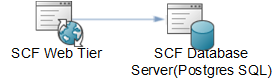 SCF Web Tier
SCF Database
Server(Postgres SQL)